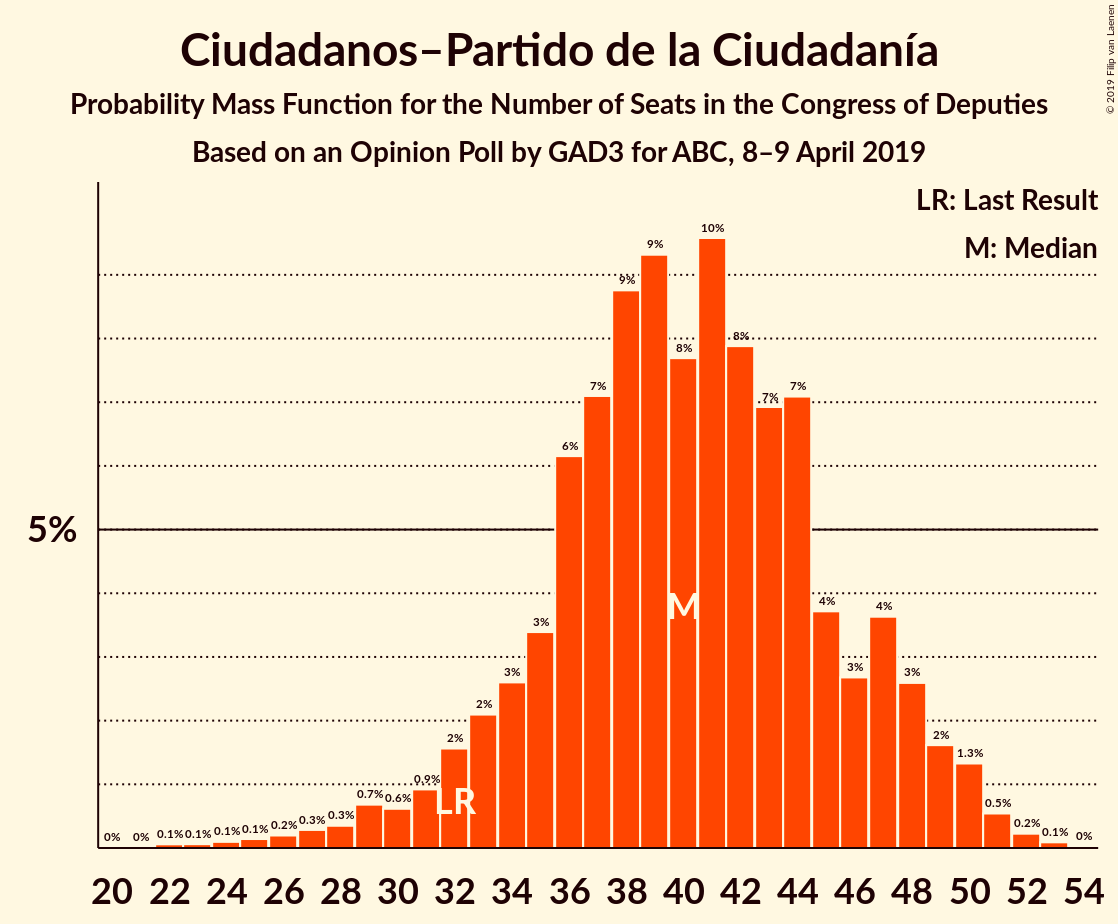 Ciudadanos–Partido de la Ciudadanía
Probability Mass Function for the Number of Seats in the Congress of Deputies
Based on an Opinion Poll by GAD3 for ABC, 8–9 April 2019
© 2019 Filip van Laenen
LR: Last Result
M: Median
5%
0% 0% 0.1% 0.1% 0.1% 0.1% 0.2% 0.3% 0.3% 0.7% 0.6% 0.9% 2% 2% 3% 3% 6% 7% 9% 9% 8% 10% 8% 7% 7% 4% 3% 4% 3% 2% 1.3% 0.5% 0.2% 0.1% 0%
M
LR
20 22 24 26 28 30 32 34 36 38 40 42 44 46 48 50 52 54